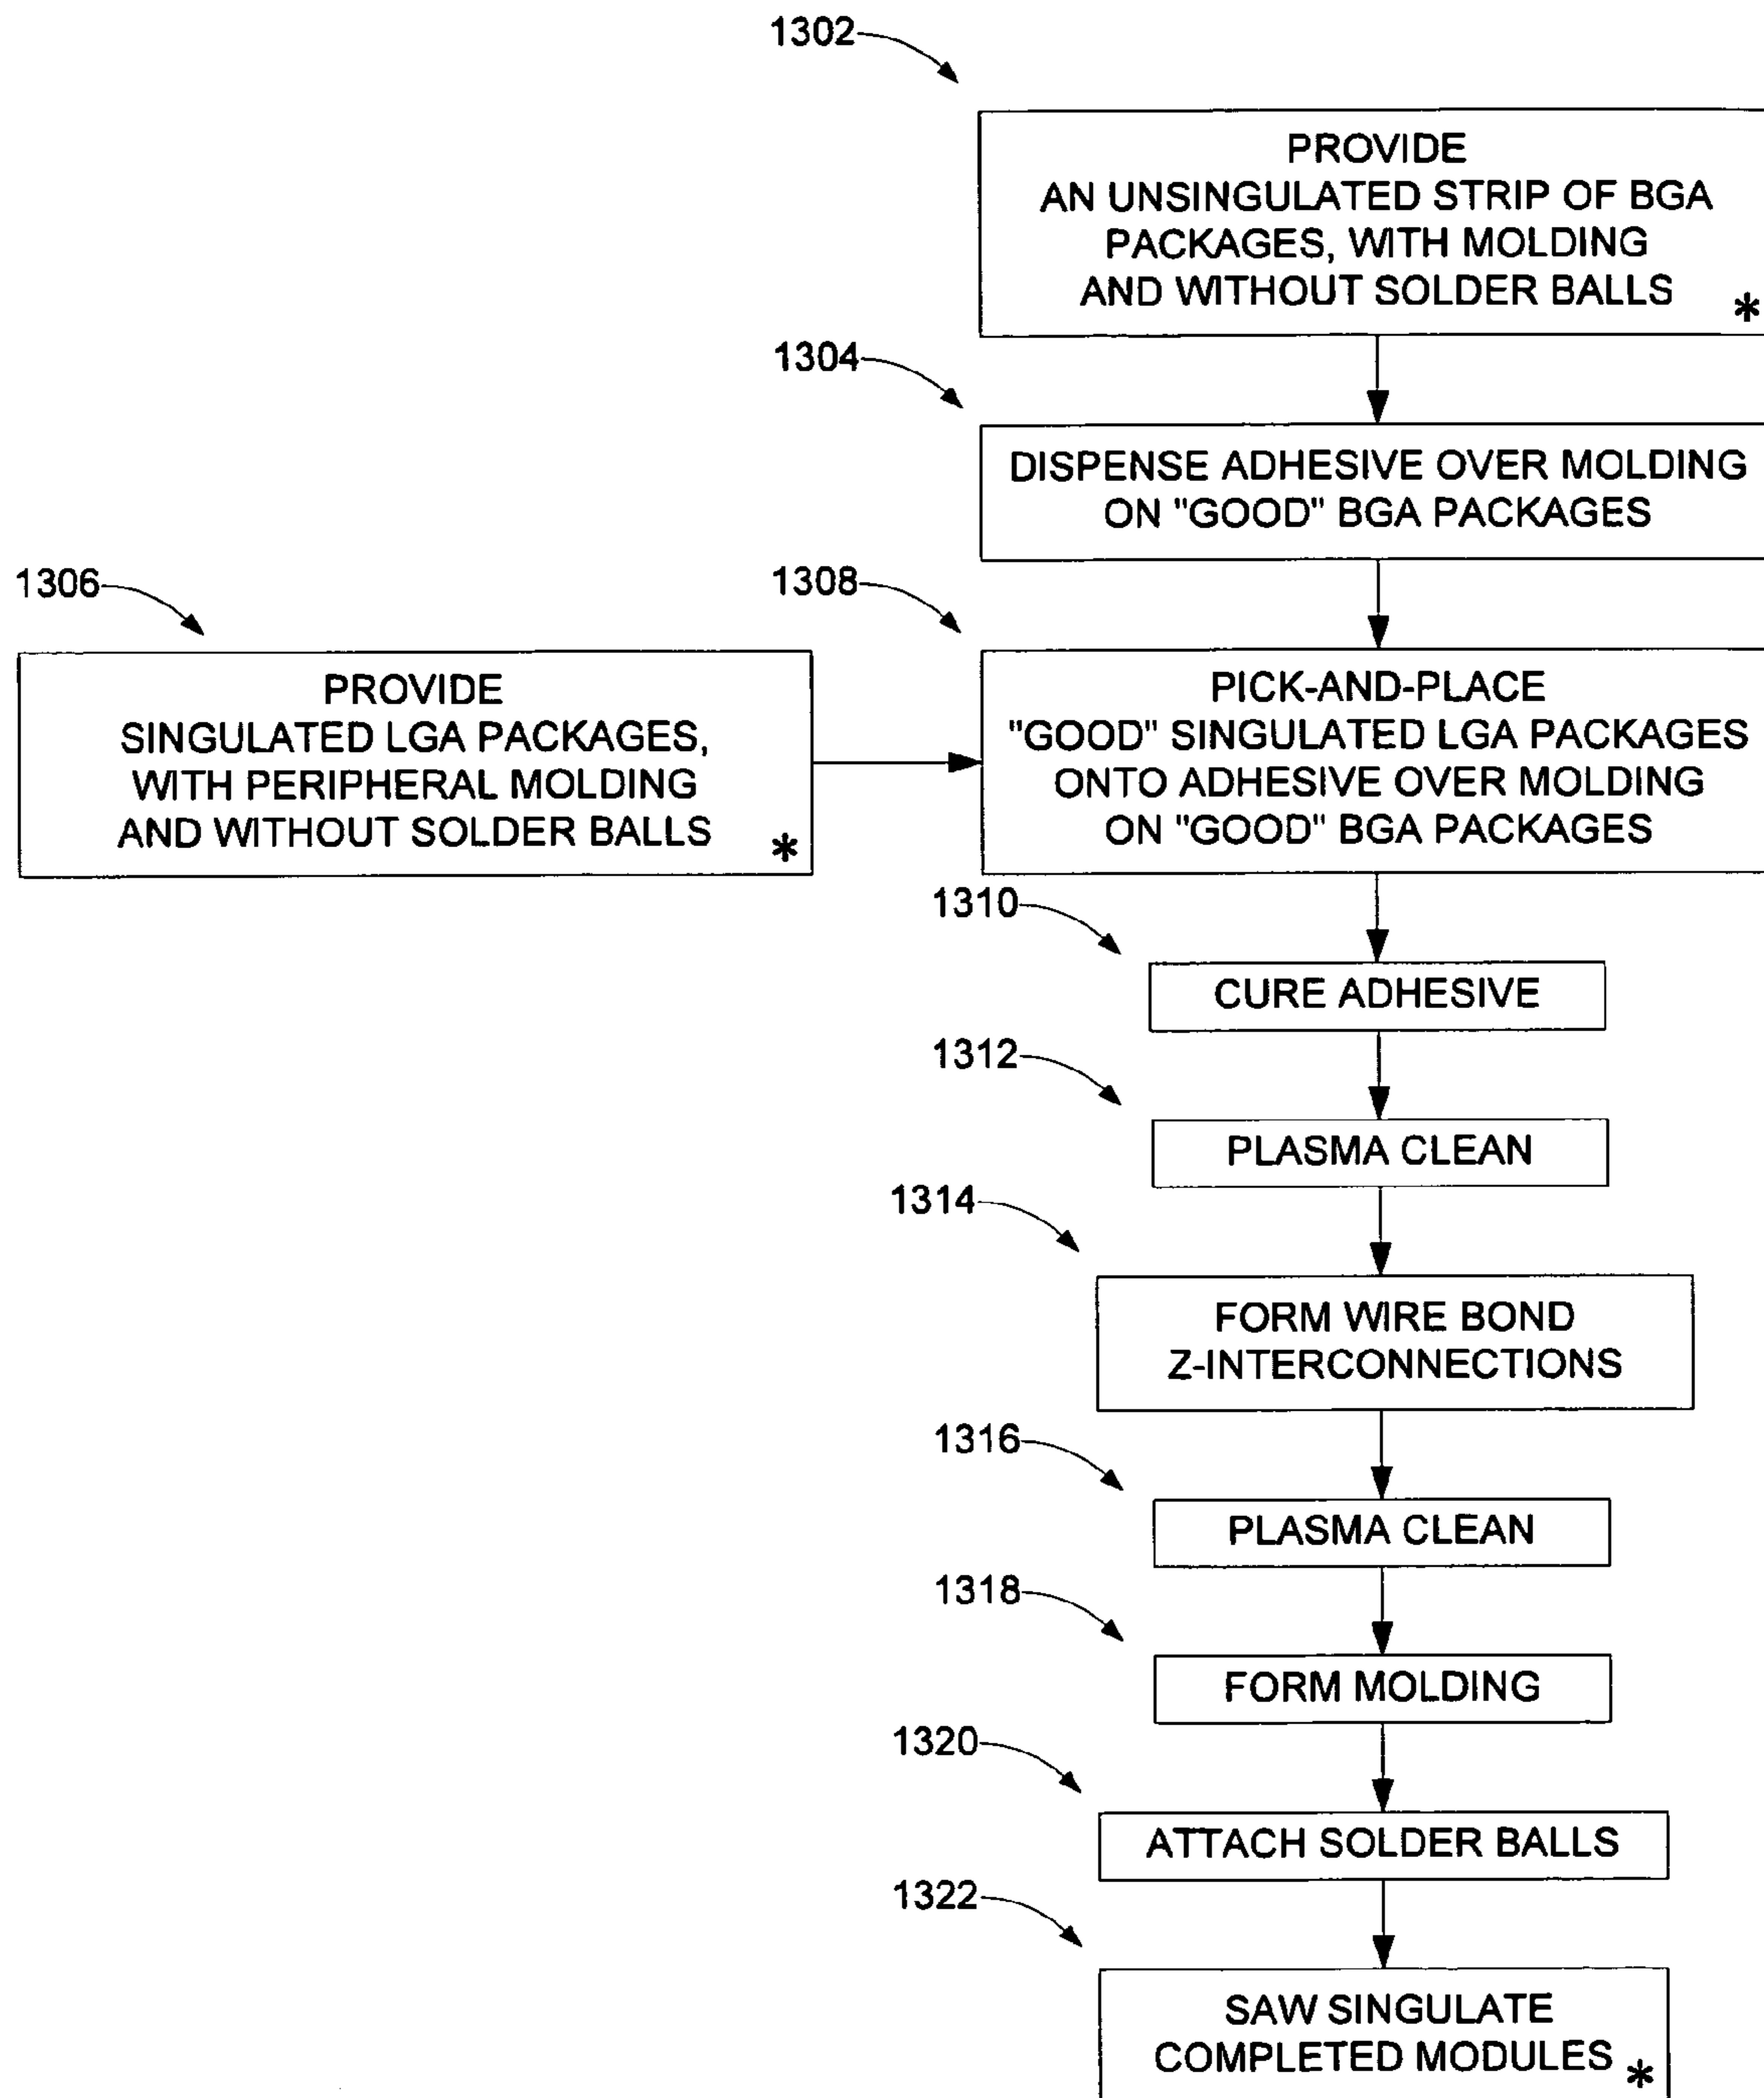 1302
PROVIDE
AN UNSINGULATED STRIP OF BGA
PACKAGES, WITH MOLDING
AND WITHOUT SOLDER BALLS *
1304
DISPENSE ADHESIVE OVER MOLDING
ON "GOOD" BGA PACKAGES
1306
PROVIDE
SINGULATED LGA PACKAGES,
WITH PERIPHERAL MOLDING
AND WITHOUT SOLDER BALLS *
1308
PICK-AND-PLACE
"GOOD" SINGULATED LGA PACKAGES
ONTO ADHESIVE OVER MOLDING
ON "GOOD" BGA PACKAGES
1310
CURE ADHESIVE
1312
PLASMA CLEAN
1314
FORM WIRE BOND
Z-INTERCONNECTIONS
1316
PLASMA CLEAN
1318
FORM MOLDING
1320
ATTACH SOLDER BALLS
1322
SAW SINGULATE
COMPLETED MODULES *